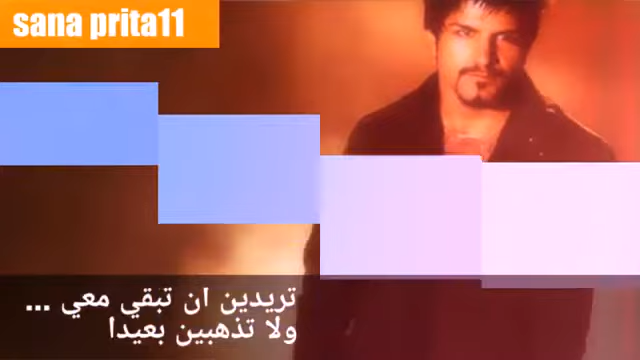 sana prita11
تريدين ان تبقي معي ...
ولا تذهبين بعيدا